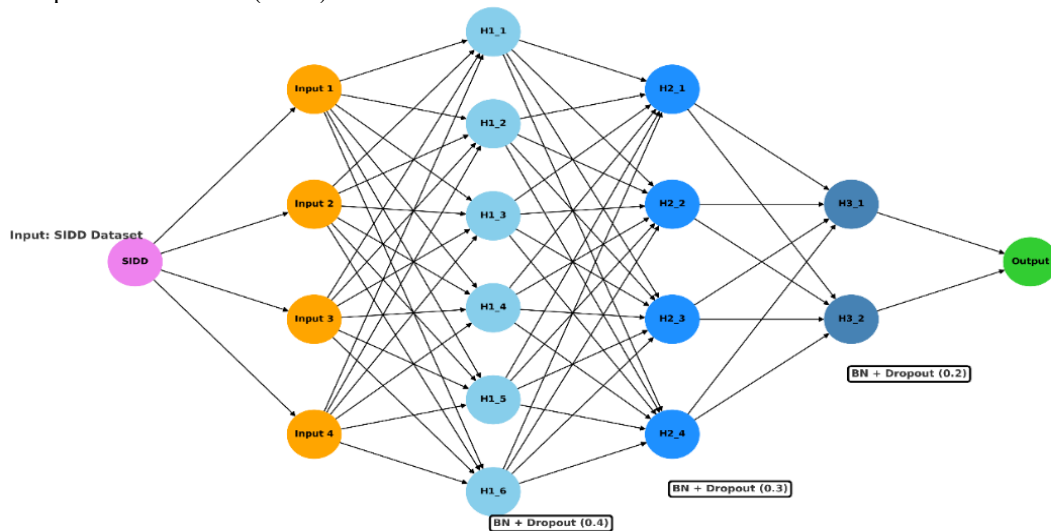 H1_1
Input 1
H2_1
H1_2
Input 2
H2_2
H3_1
H1_3
Input: SIDD Dataset
SIDD
Output
H1_4
Input 3
H2_3
H3_2
BN + Dropout (0.2)
H1_5
Input 4
H2_4
H1_6
BN + Dropout (0.3)
BN + Dropout (0.4)